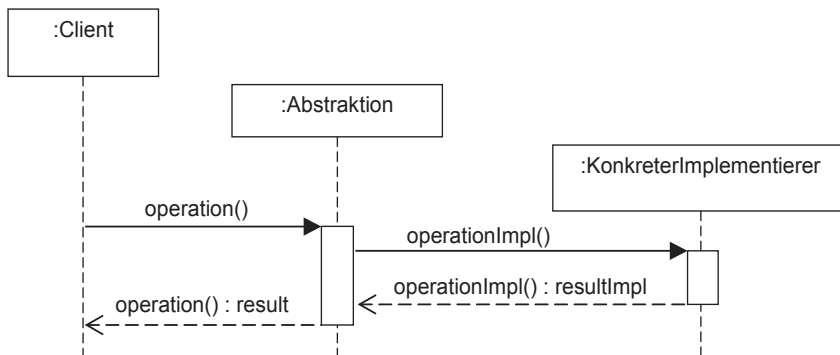 :Client
:Abstraktion
:KonkreterImplementierer
operation()
operationImpl()
operationImpl() : resultImpl
operation() : result